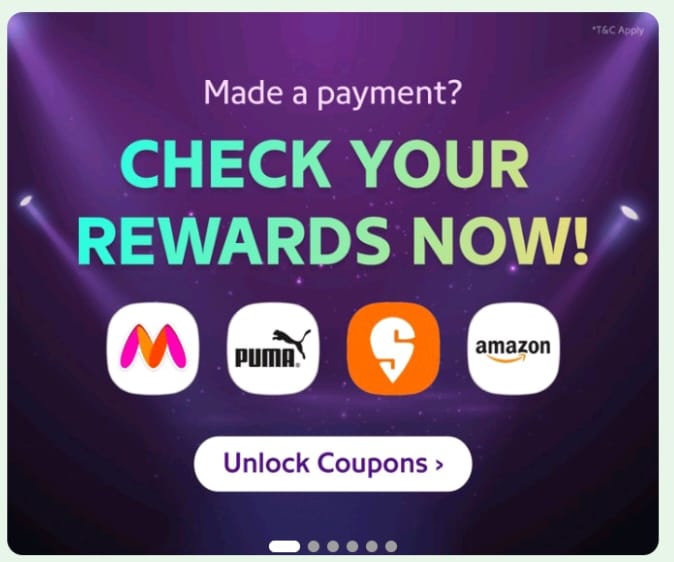 *T&C Apply
Made a payment?
CHECK YOUR
REWARDS NOW!
PUMA
amazon
Unlock Coupons ›